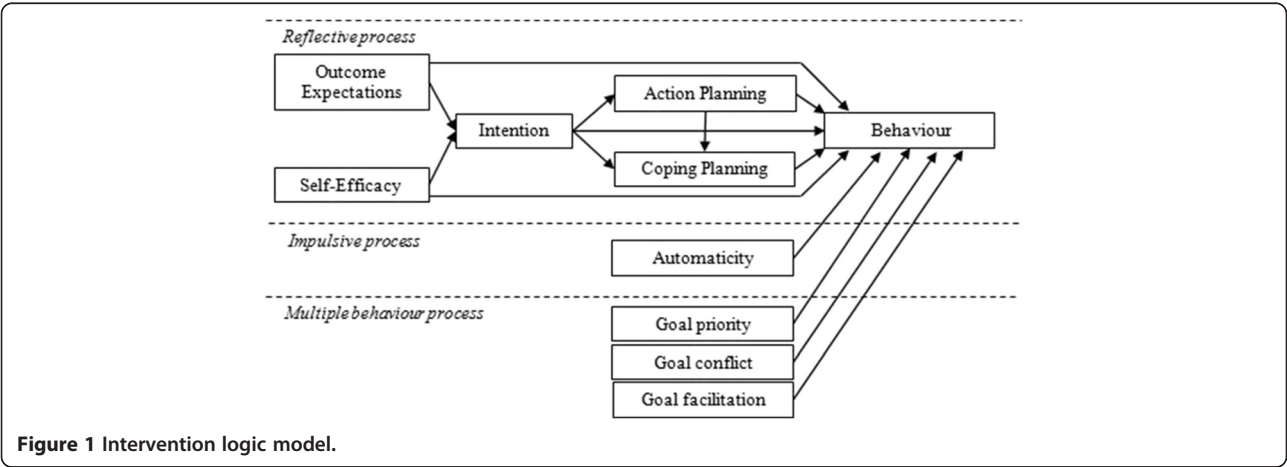 Reflective process
Outcome
Expectations
Action Planning
Intention
Behaviour
Coping Planning
Self-Efficacy
Impulsive process
Automaticity
Multiple behaviour process
Goal priority
Goal conflict
Goal facilitation
Figure 1 Intervention logic model.